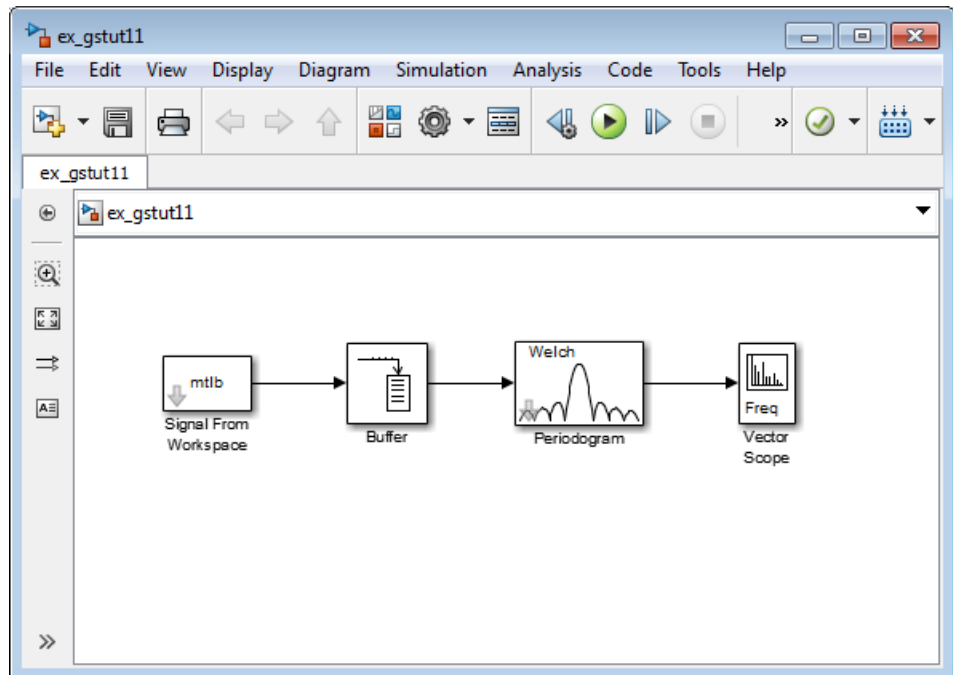 ex_gstut11
File Edit View Display Diagram Simulation Analysis Code Tools Help
»
ex_gstut11
ex_gstut11
A
mtlb
Signal From
Workspace
Buffer
Welch
Periodogram
Freq
Vector
Scope
»